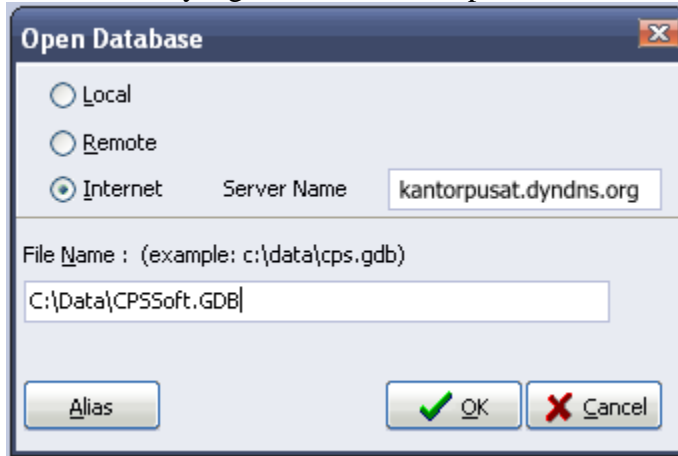 Open Database
Local
Remote
Internet Server Name kantorpusat.dyndns.org
File Name : (example: c:\data\cps.gdb)
C:\Data\CPSSoft.GDB
Alias OK Cancel